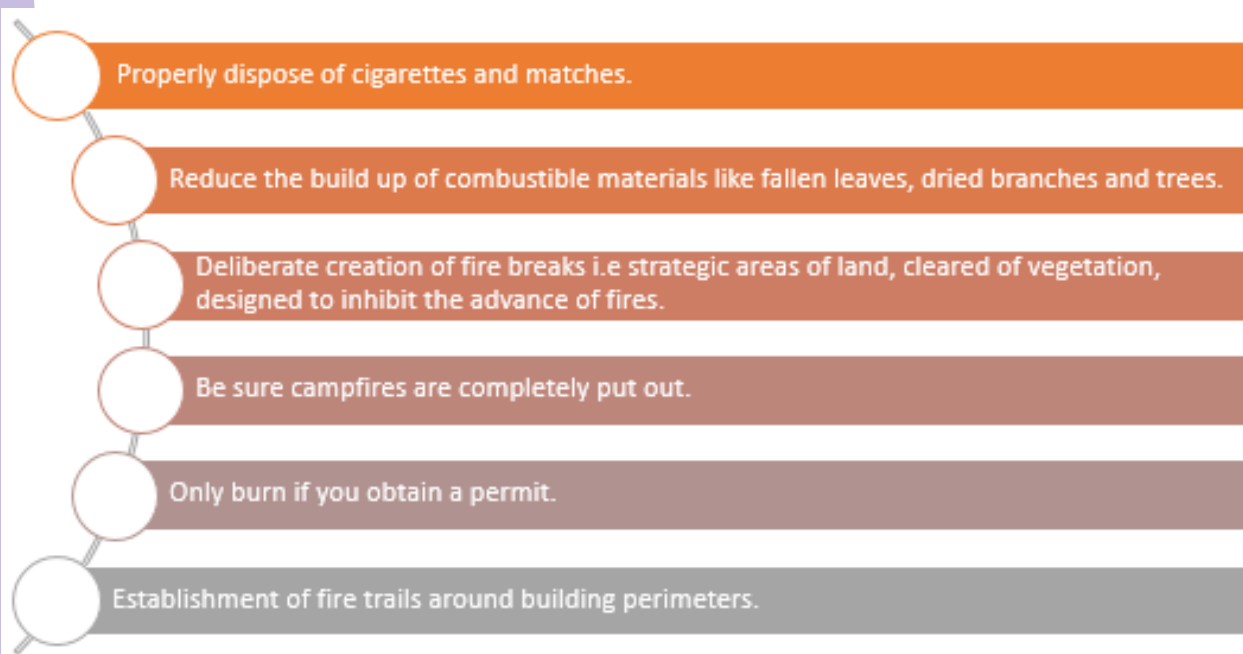 Properly dispose of cigarettes and matches.
Reduce the build up of combustible materials like fallen leaves, dried branches and trees.
Deliberate creation of fire breaks i.e strategic areas of land, cleared of vegetation,
designed to inhibit the advance of fires.
Be sure campfires are completely put out.
Only burn if you obtain a permit.
Establishment of fire trails around building perimeters.